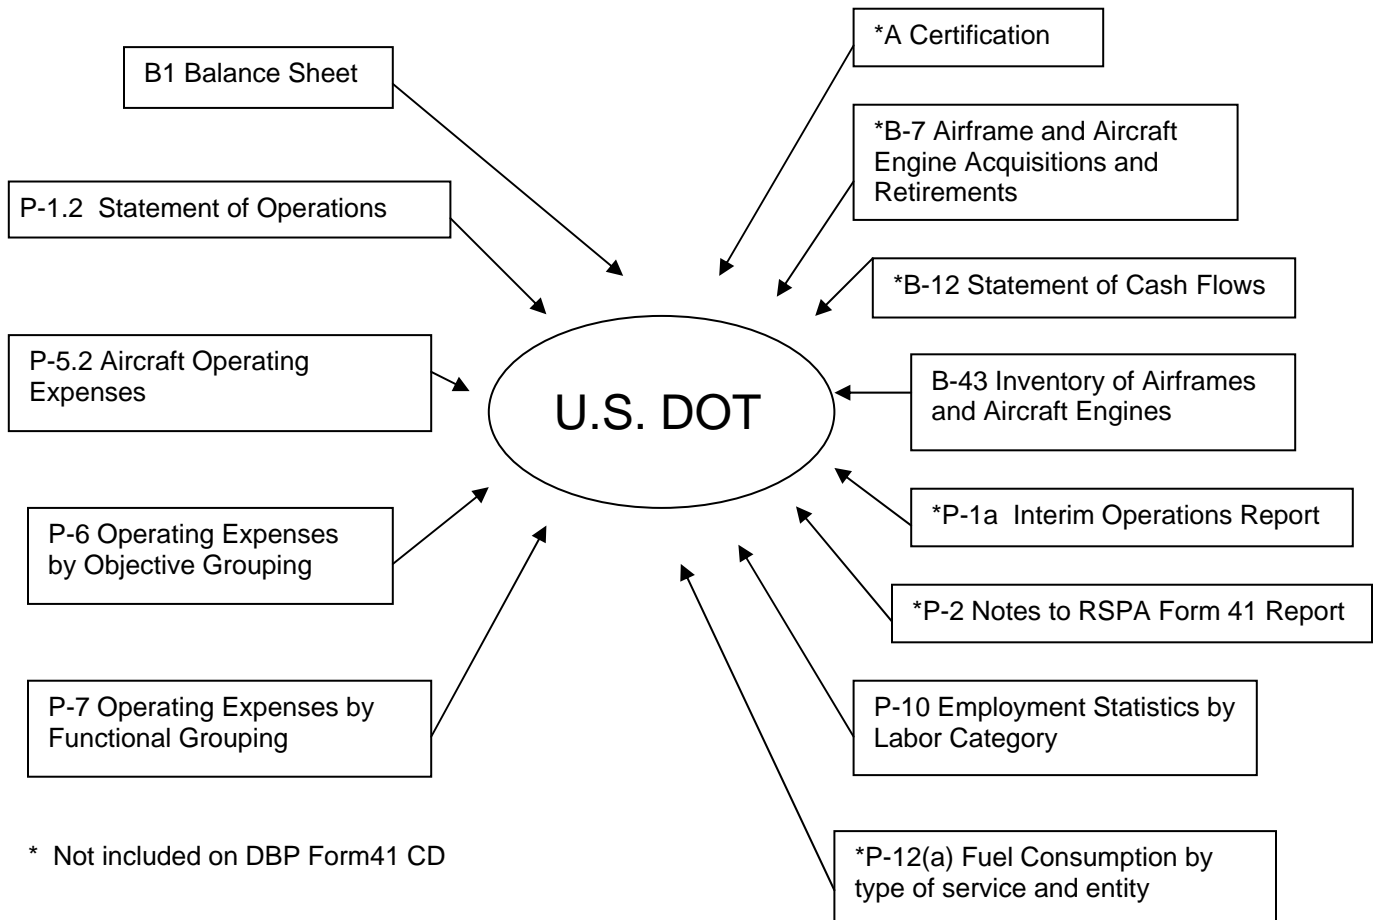 B1 Balance Sheet
P-1.2  Statement of Operations
P-5.2 Aircraft Operating
Expenses
P-6 Operating Expenses
by Objective Grouping
P-7 Operating Expenses by
Functional Grouping
*  Not included on DBP Form41 CD
U.S. DOT
*A Certification
*B-7 Airframe and Aircraft
Engine Acquisitions and
Retirements
*B-12 Statement of Cash Flows
B-43 Inventory of Airframes
and Aircraft Engines
*P-1a  Interim Operations Report
*P-2 Notes to RSPA Form 41 Report
P-10 Employment Statistics by
Labor Category
*P-12(a) Fuel Consumption by
type of service and entity